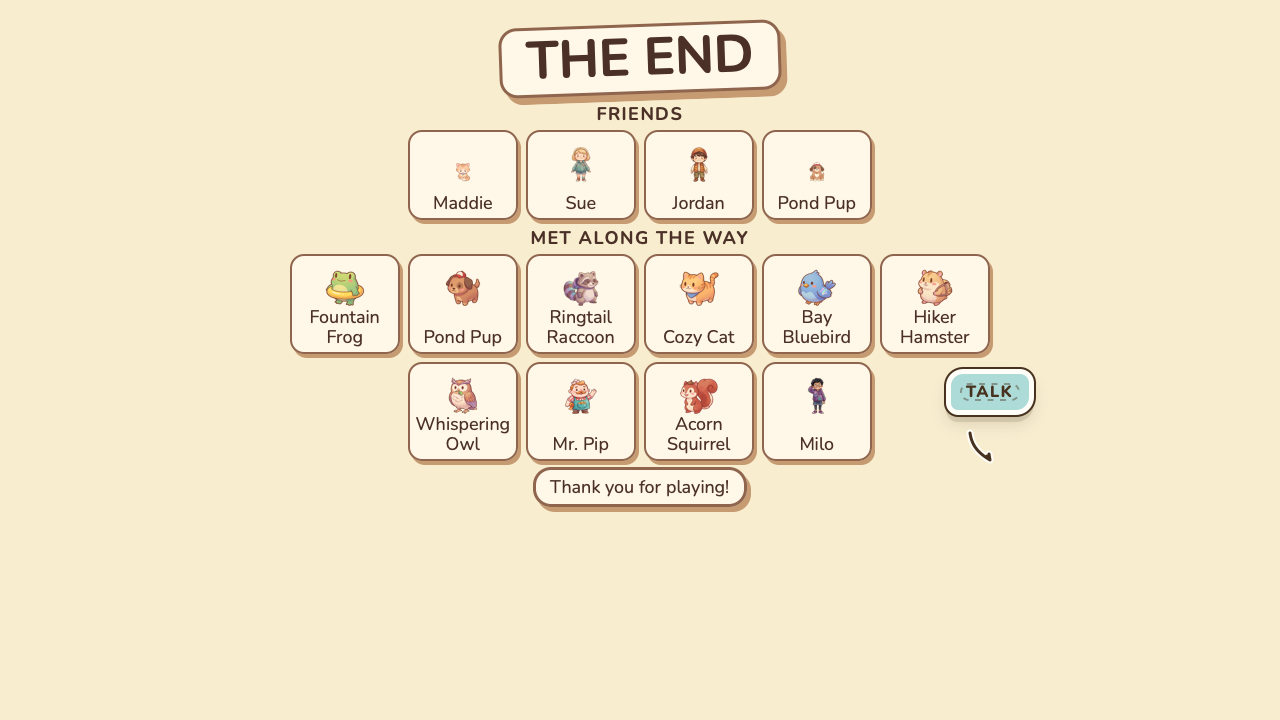 THE END
FRIENDS
Maddie
Sue
Jordan
Pond Pup
MET ALONG THE WAY
Fountain
Frog
Pond Pup
Ringtail
Raccoon
Cozy Cat
Bay
Bluebird
Hiker
Hamster
Whispering
Owl
Mr. Pip
Acorn
Squirrel
Milo
TALK
Thank you for playing!